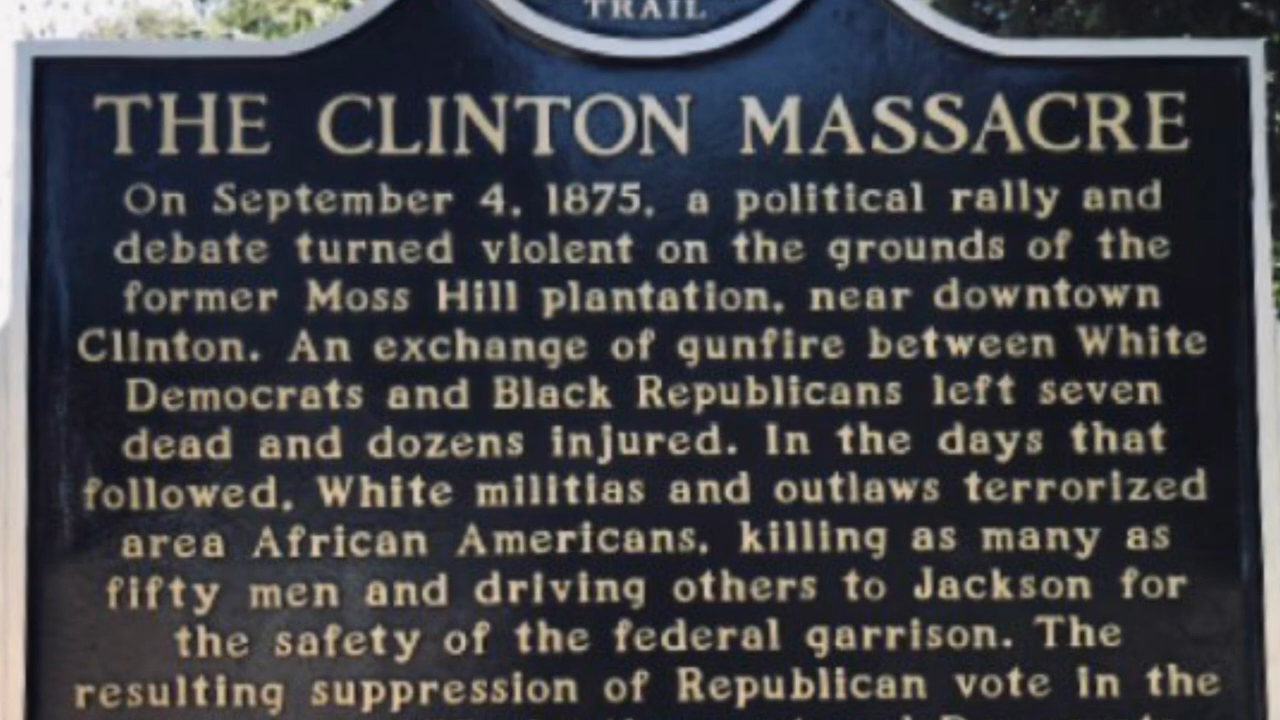 TRAIL
THE CLINTON MASSACRE
On September 4, 1875, a political rally and
debate turned violent on the grounds of the
former Moss Hill plantation, near downtown
Clinton. An exchange of gunfire between White
Democrats and Black Republicans left seven
dead and dozens injured. In the days that
followed, White militias and outlaws terrorized
area African Americans, killing as many as
fifty men and driving others to Jackson for
the safety of the federal garrison. The
resulting suppression of Republican vote in the